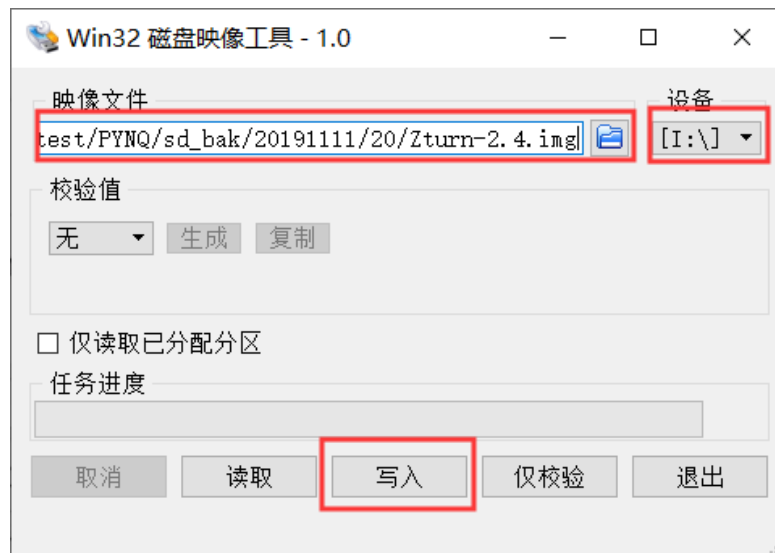 Win32 磁盘映像工具 - 1.0
映像文件
设备
test/PYNQ/sd_bak/20191111/20/Zturn-2.4.img
[I:\]
校验值
无
生成
复制
仅读取已分配分区
任务进度
取消
读取
写入
仅校验
退出